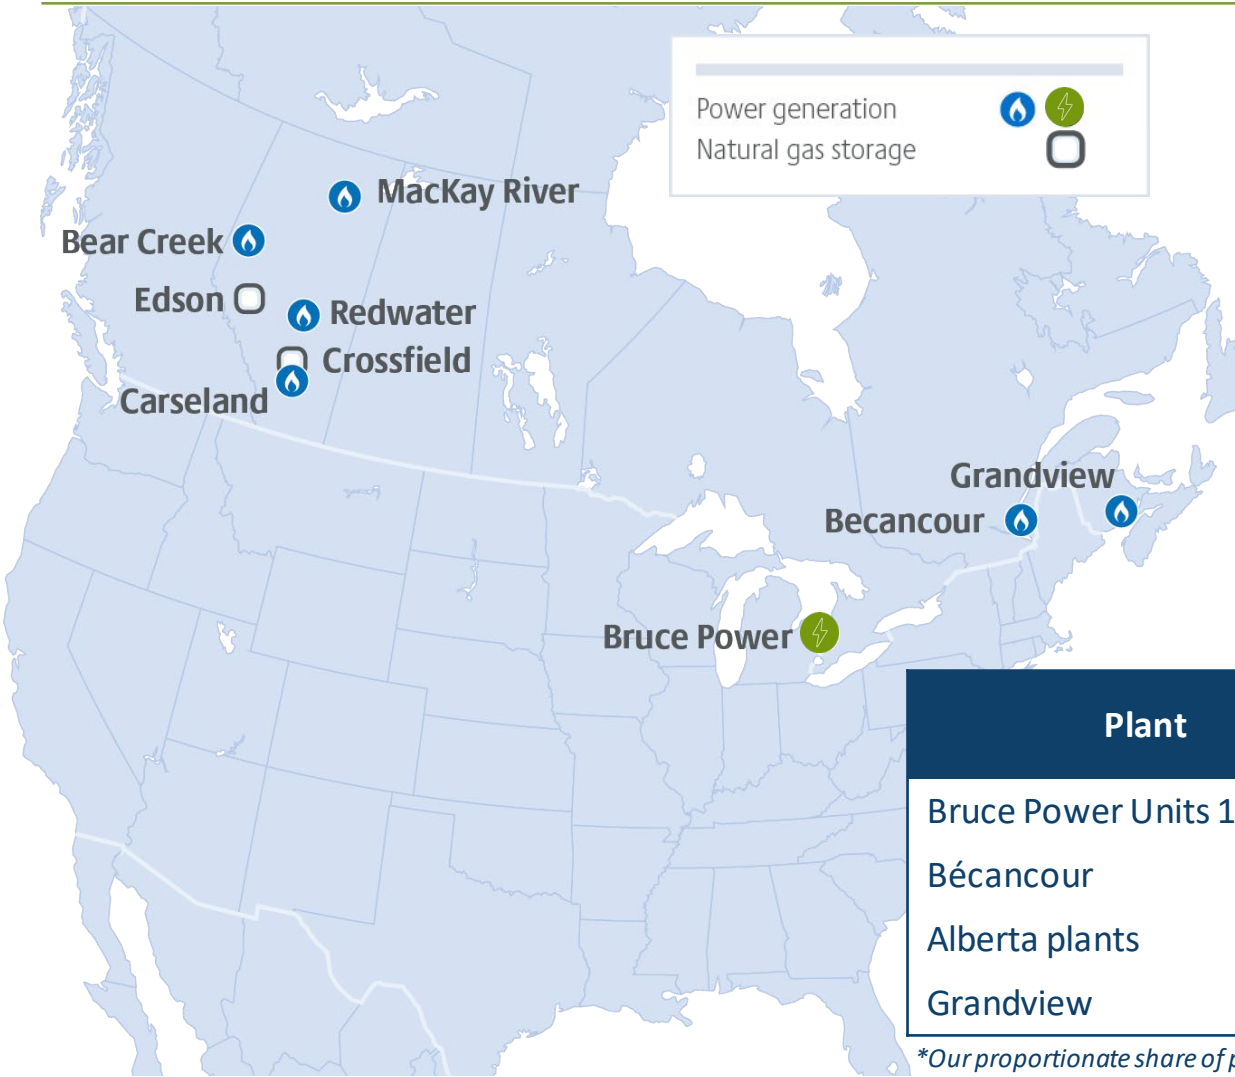 Power generation
Natural gas storage
MacKay River
Bear Creek
Edson
Redwater
Crossfield
Carseland
Grandview
Becancour
Bruce Power
Plant
Bruce Power Units 1
Bécancour
Alberta plants
Grandview
*Our proportionate share of